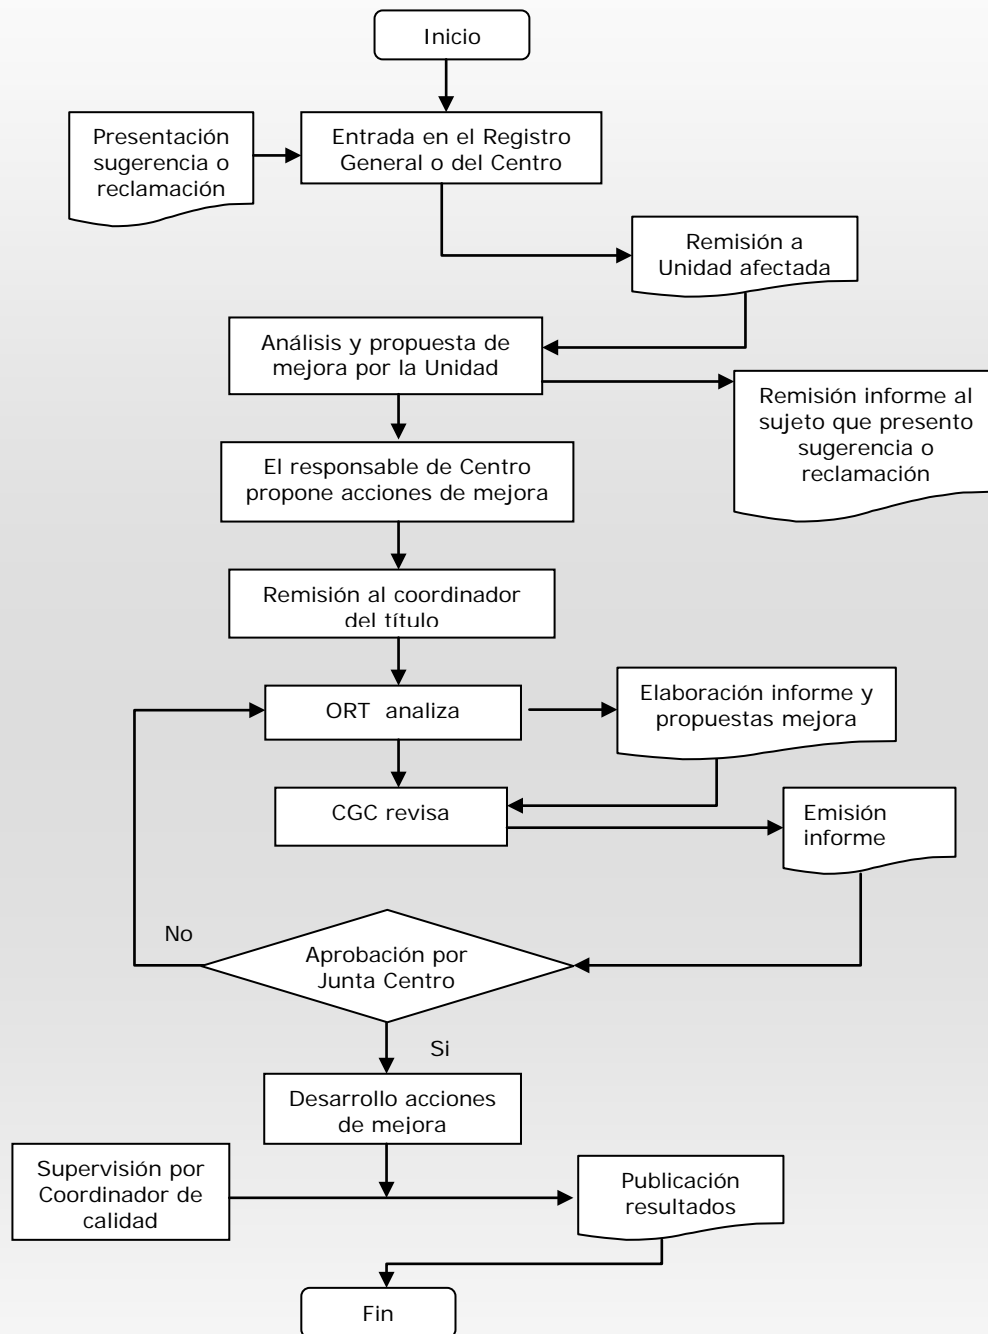 Inicio
Presentación
sugerencia o
reclamación
Entrada en el Registro
General o del Centro
Remisión a
Unidad afectada
Análisis y propuesta de
mejora por la Unidad
Remisión informe al
sujeto que presento
sugerencia o
reclamación
El responsable de Centro
propone acciones de mejora
Remisión al coordinador
del título
ORT analiza
Elaboración informe y
propuestas mejora
CGC revisa
Emisión
informe
No
Aprobación por
Junta Centro
Si
Desarrollo acciones
de mejora
Supervisión por
Coordinador de
calidad
Publicación
resultados
Fin